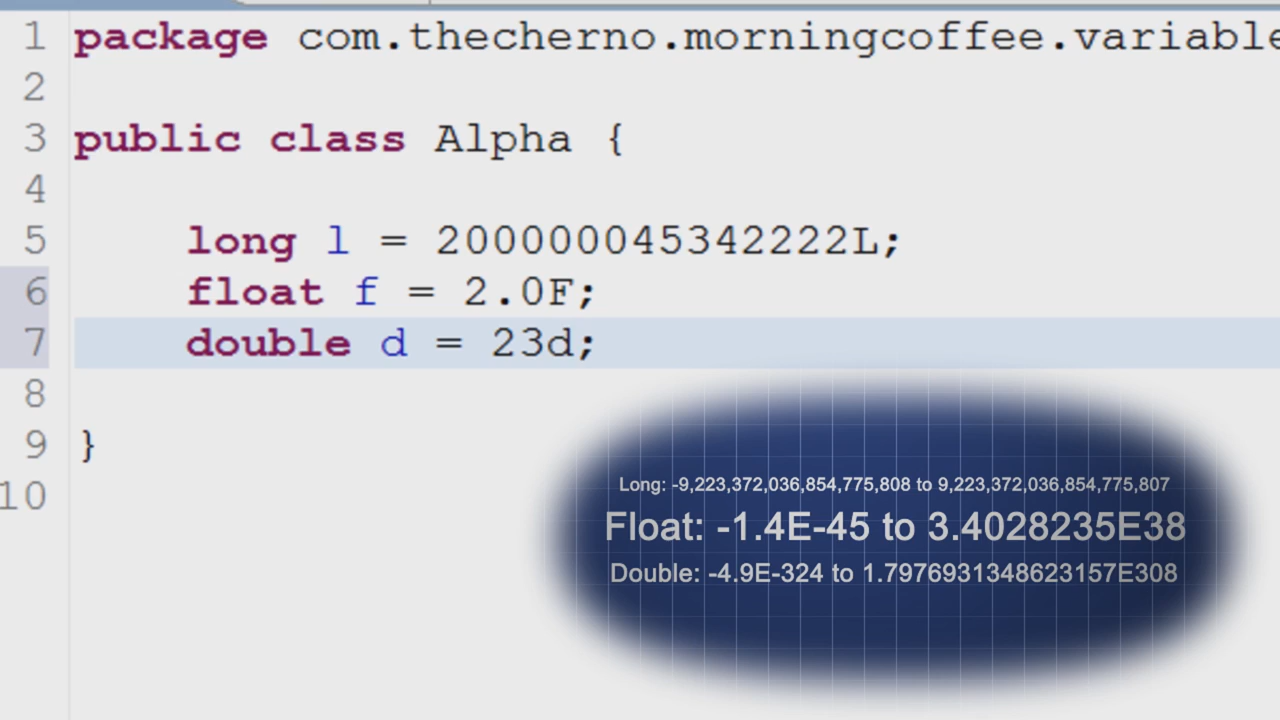 1 package com.thecherno.morningcoffee.variable
2
3 public class Alpha {
4
5 long l = 200000045342222L;
6 float f = 2.0F;
7 double d = 23d;
8
9 }
10
Long: -9,223,372,036,854,775,808 to 9,223,372,036,854,775,807
Float: -1.4E-45 to 3.4028235E38
Double: -4.9E-324 to 1.7976931348623157E308